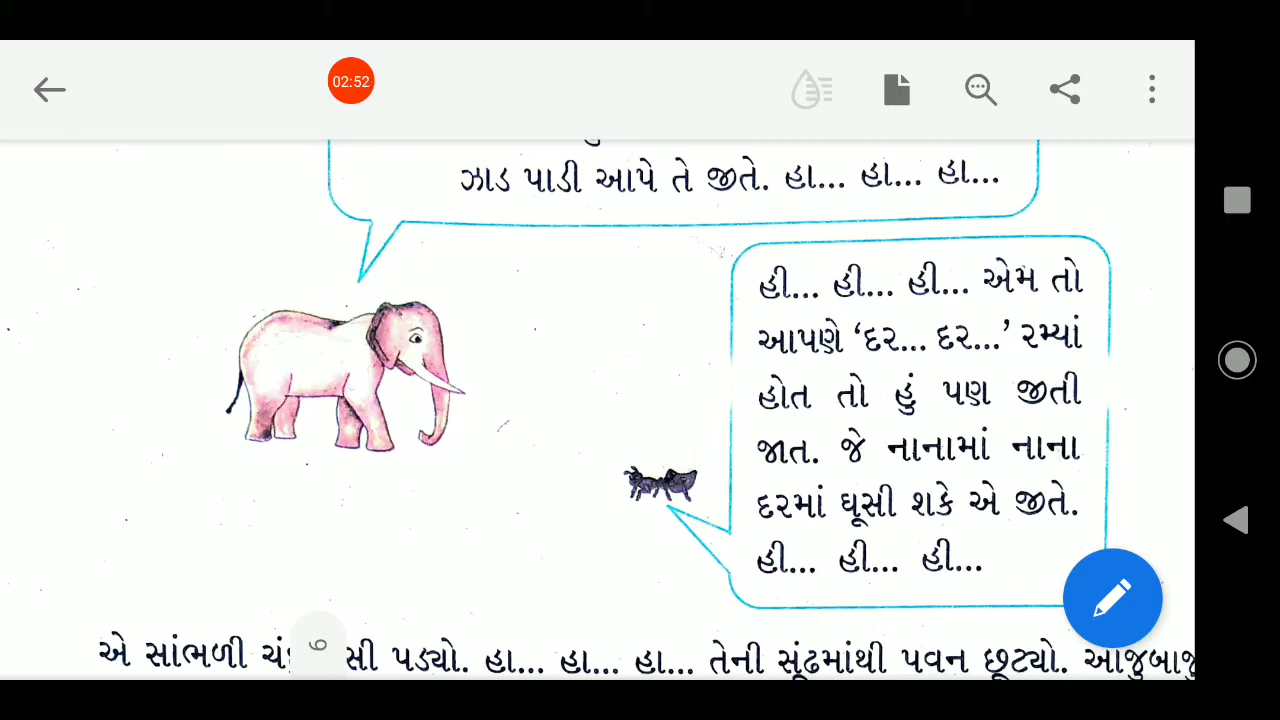 02:52
ઝાડ પાડી આપે તે જીતે. હા... હા... હા...
હી... હી... હી... એમ તો
આપણે ‘દર... દર...’ રમ્યાં
હોત તો હું પણ જીતી
જાત. જે નાનામાં નાના
દરમાં ઘૂસી શકે એ જીતે.
હી... હી... હી...
એ સાંભળી સી પડ્યો. હા... હા... હા... તેની સૂંઢમાંથી પવન છૂટ્યો. આજુબાજુ